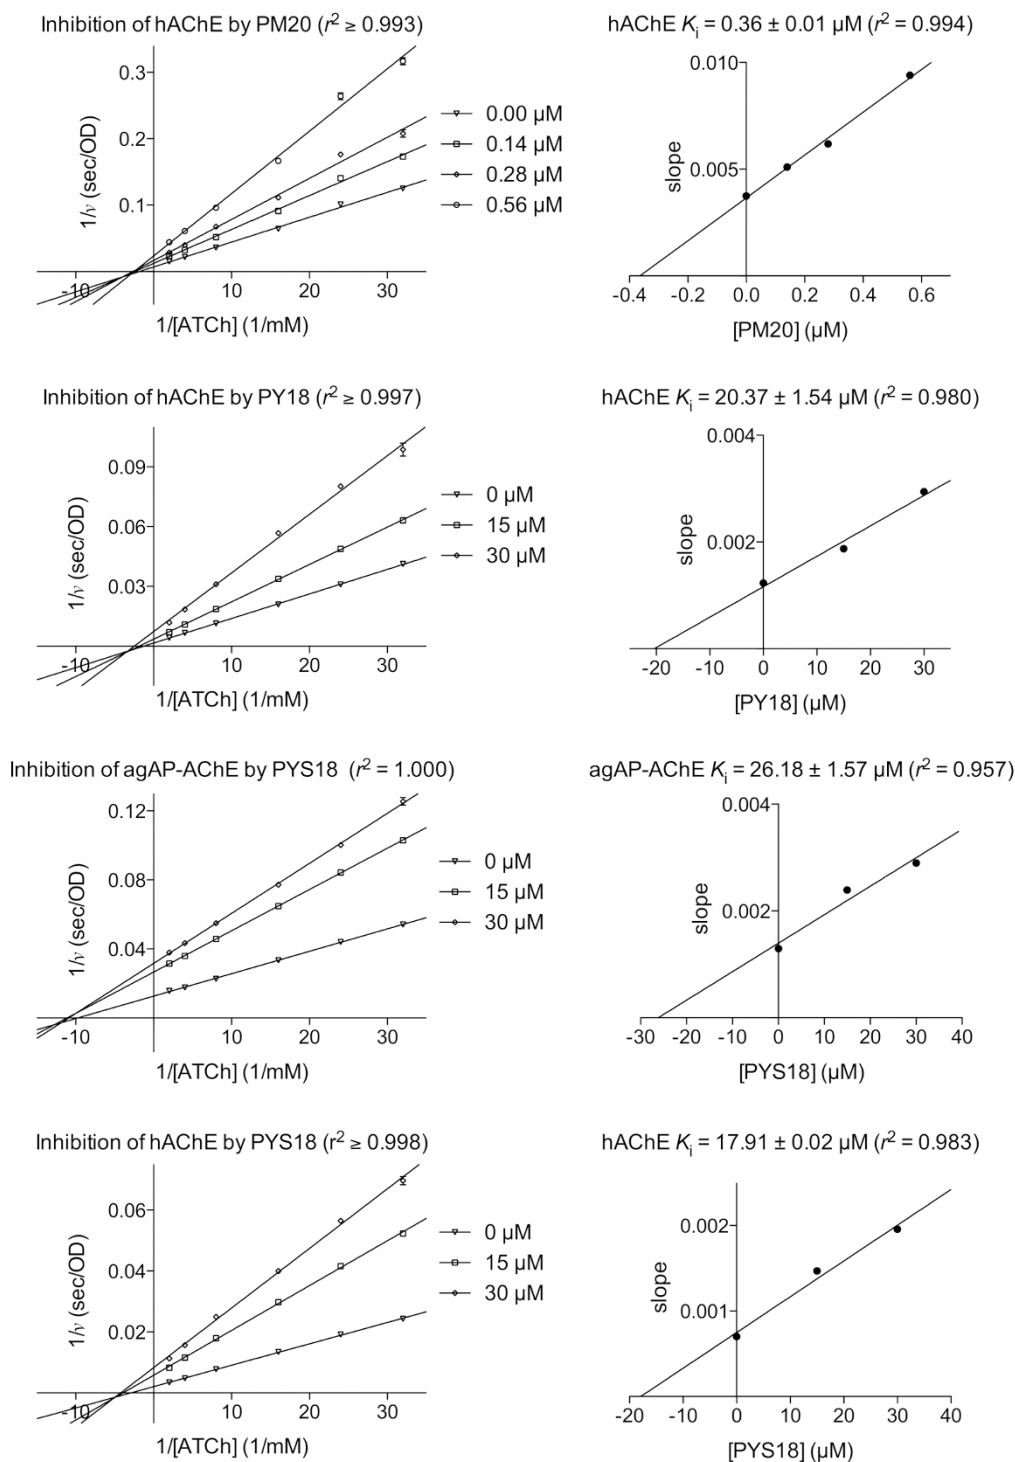 Inhibition of hAChE by PM20 (r² ≥ 0.993)
0.3
0.2
0.1
1/v (sec/OD)
-10
10
20
30
1/[ATCh] (1/mM)
0.00 µM
0.14 µM
0.28 µM
0.56 µM
hAChE Ki = 0.36 ± 0.01 µM (r² = 0.994)
0.010
0.005
slope
-0.4
-0.2
0.0
0.2
0.4
0.6
[PM20] (µM)
Inhibition of hAChE by PY18 (r² ≥ 0.997)
0.09
0.06
0.03
1/v (sec/OD)
-10
10
20
30
1/[ATCh] (1/mM)
0 µM
15 µM
30 µM
hAChE Ki = 20.37 ± 1.54 µM (r² = 0.980)
0.004
0.002
slope
-20
-10
0
10
20
30
[PY18] (µM)
Inhibition of agAP-AChE by PYS18 (r² = 1.000)
0.12
0.08
0.04
1/v (sec/OD)
-10
10
20
30
1/[ATCh] (1/mM)
0 µM
15 µM
30 µM
agAP-AChE Ki = 26.18 ± 1.57 µM (r² = 0.957)
0.004
0.002
slope
-30
-20
-10
0
10
20
30
40
[PYS18] (µM)
Inhibition of hAChE by PYS18 (r² ≥ 0.998)
0.06
0.04
0.02
1/v (sec/OD)
-10
10
20
30
1/[ATCh] (1/mM)
0 µM
15 µM
30 µM
hAChE Ki = 17.91 ± 0.02 µM (r² = 0.983)
0.002
0.001
slope
-20
-10
0
10
20
30
40
[PYS18] (µM)